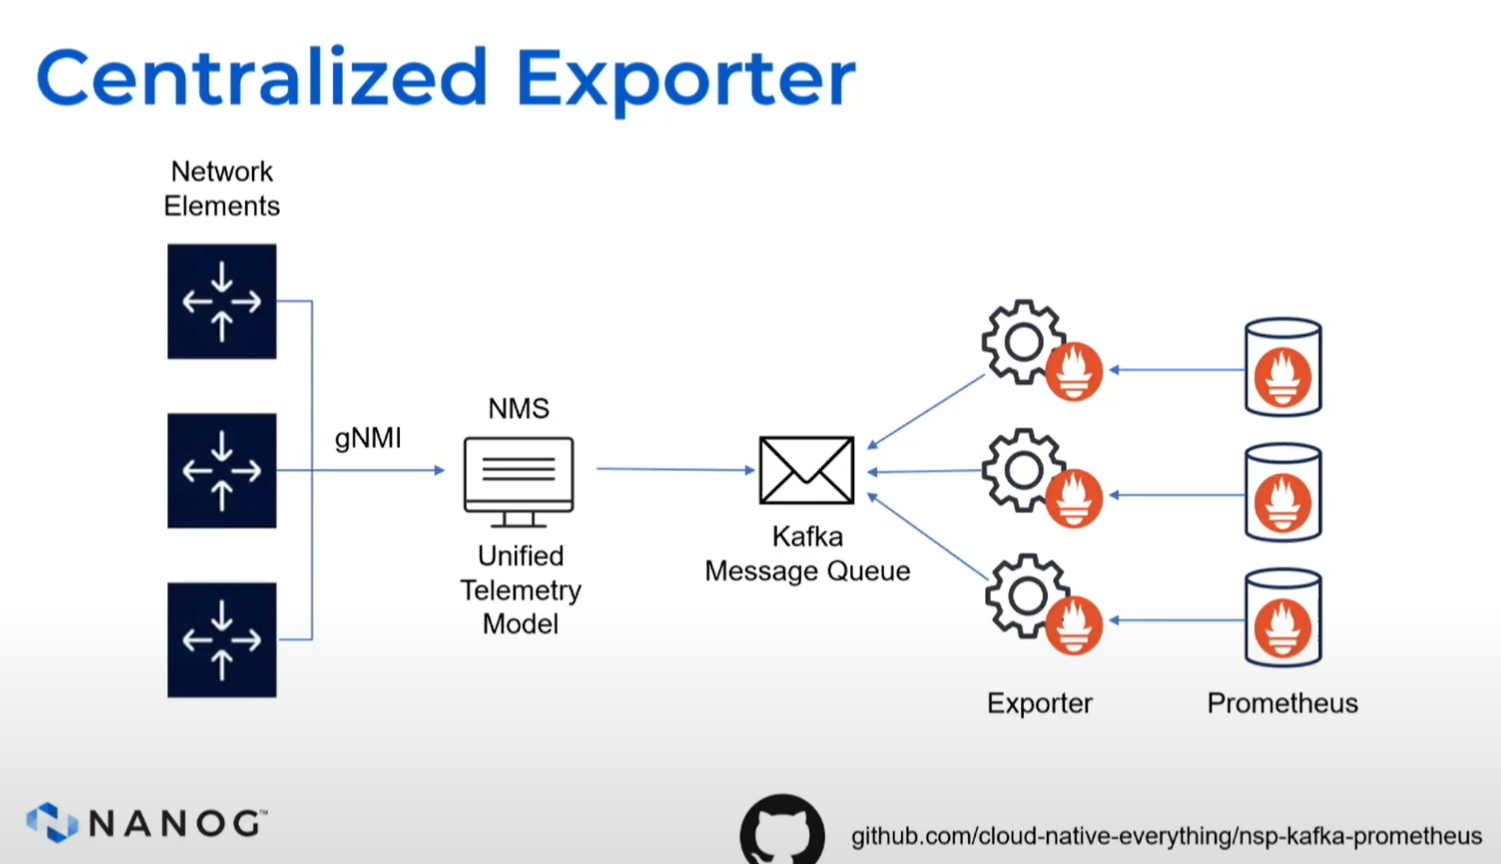 Centralized Exporter
Network
Elements
gNMI
NMS
Unified
Telemetry
Model
Kafka
Message Queue
Exporter
Prometheus
NANOG™
github.com/cloud-native-everything/nsp-kafka-prometheus